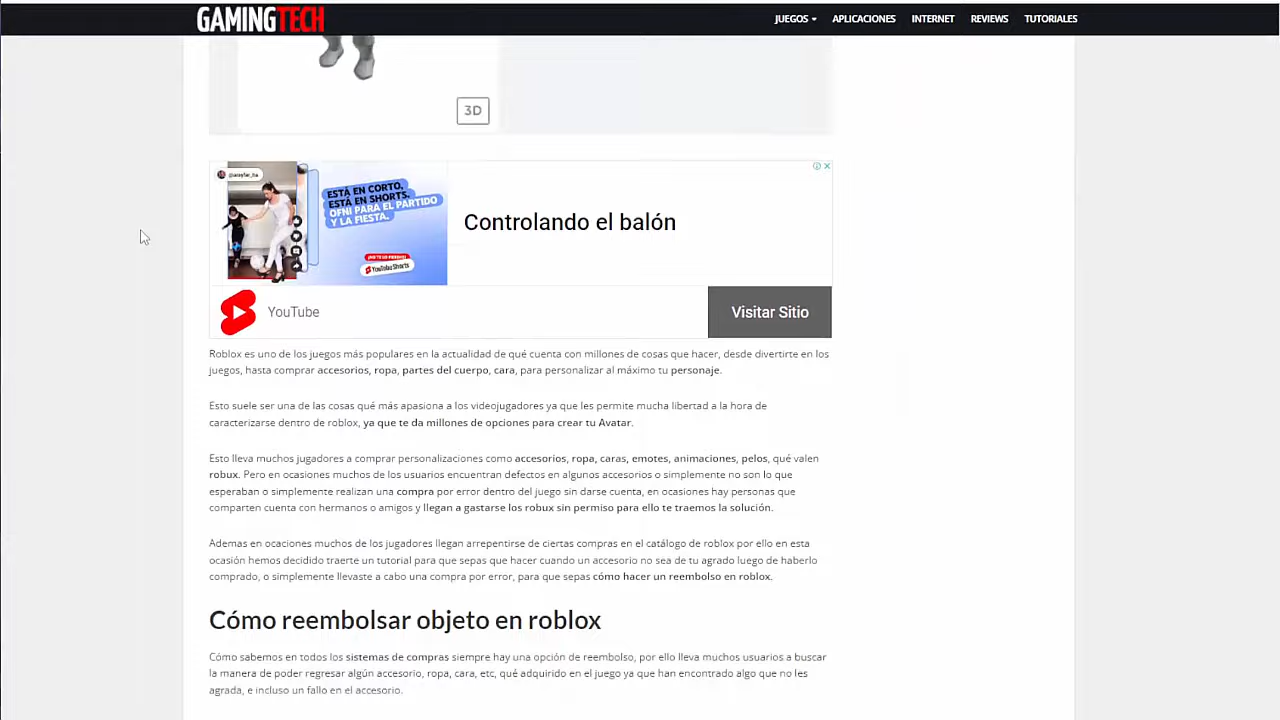 GAMINGTECH
JUEGOS APLICACIONES INTERNET REVIEWS TUTORIALES
3D
ESTÁ EN CORTO,
ESTÁ EN SHORTS.
OFNI PARA EL PARTIDO
Y LA FIESTA.
YouTube Shorts
Controlando el balón
YouTube
Visitar Sitio
Roblox es uno de los juegos más populares en la actualidad de qué cuenta con millones de cosas que hacer, desde divertirte en los
juegos, hasta comprar accesorios, ropa, partes del cuerpo, cara, para personalizar al máximo tu personaje.
Esto suele ser una de las cosas qué más apasiona a los videojugadores ya que les permite mucha libertad a la hora de
caracterizarse dentro de roblox, ya que te da millones de opciones para crear tu Avatar.
Esto lleva muchos jugadores a comprar personalizaciones como accesorios, ropa, caras, emotes, animaciones, pelos, qué valen
robux. Pero en ocasiones muchos de los usuarios encuentran defectos en algunos accesorios o simplemente no son lo que
esperaban o simplemente realizan una compra por error dentro del juego sin darse cuenta, en ocasiones hay personas que
comparten cuenta con hermanos o amigos y llegan a gastarse los robux sin permiso para ello te traemos la solución.
Ademas en ocaciones muchos de los jugadores llegan arrepentirse de ciertas compras en el catálogo de roblox por ello en esta
ocasión hemos decidido traerte un tutorial para que sepas que hacer cuando un accesorio no sea de tu agrado luego de haberlo
comprado, o simplemente llevaste a cabo una compra por error, para que sepas cómo hacer un reembolso en roblox.
Cómo reembolsar objeto en roblox
Cómo sabemos en todos los sistemas de compras siempre hay una opción de reembolso, por ello lleva muchos usuarios a buscar
la manera de poder regresar algún accesorio, ropa, cara, etc, qué adquirido en el juego ya que han encontrado algo que no les
agrada, e incluso un fallo en el accesorio.